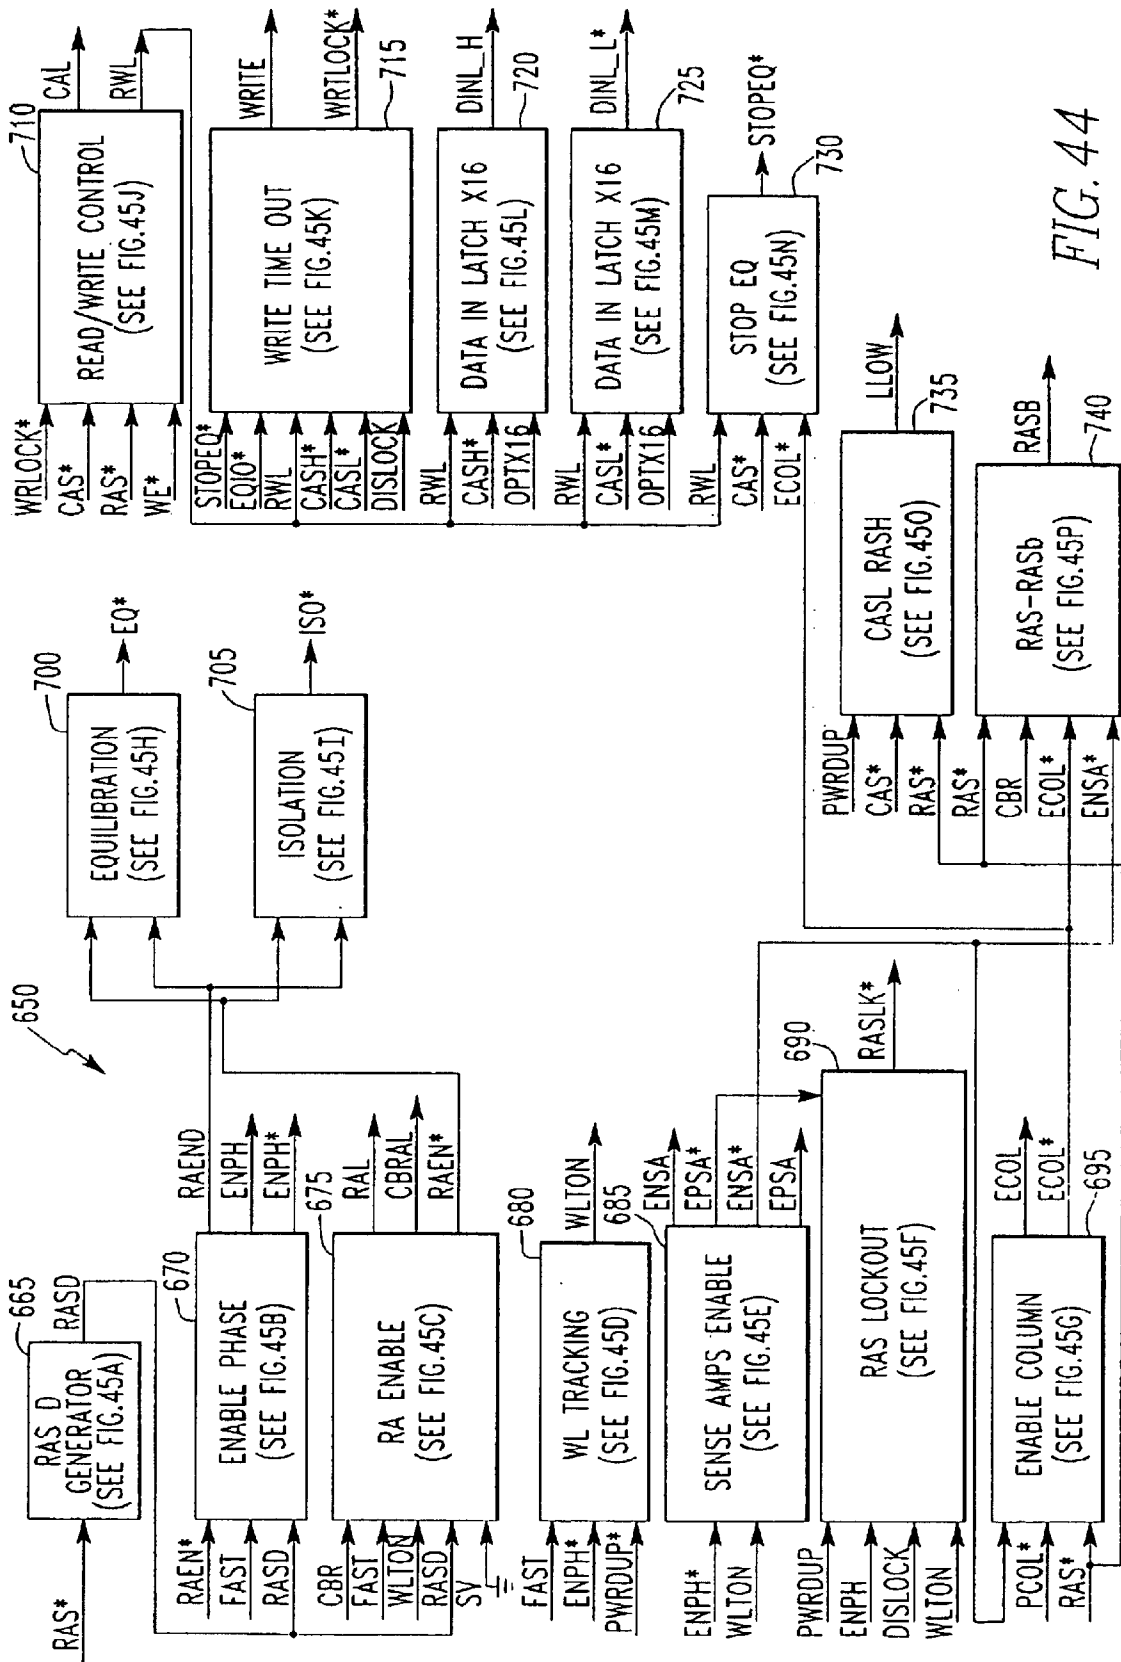 650
RAS*
RAS D
GENERATOR
(SEE FIG.45A)
665
RASD
RAEN*
FAST
RASD
ENABLE PHASE
(SEE FIG.45B)
670
RAEND
ENPH
ENPH*
CBR
FAST
WLTON
RASD
SV
RA ENABLE
(SEE FIG.45C)
675
RAL
CBRAL
RAEN*
FAST
ENPH*
PWRDUP*
WL TRACKING
(SEE FIG.45D)
680
WLTON
ENPH*
WLTON
SENSE AMPS ENABLE
(SEE FIG.45E)
685
ENSA
EPSA*
ENSA*
EPSA
PWRDUP
ENPH
DISLOCK
WLTON
RAS LOCKOUT
(SEE FIG.45F)
690
RASLK*
PCOL*
RAS*
ENABLE COLUMN
(SEE FIG.45G)
695
ECOL
ECOL*
EQUILIBRATION
(SEE FIG.45H)
700
EQ*
ISOLATION
(SEE FIG.45I)
705
ISO*
WRLOCK*
CAS*
RAS*
WE*
READ/WRITE CONTROL
(SEE FIG.45J)
710
CAL
RWL
STOPEQ*
EQIO*
RWL
CASH*
CASL*
DISLOCK
WRITE TIME OUT
(SEE FIG.45K)
715
WRITE
WRTLOCK*
RWL
CASH*
OPTX16
DATA IN LATCH X16
(SEE FIG.45L)
720
DINL_H
RWL
CASL*
OPTX16
DATA IN LATCH X16
(SEE FIG.45M)
725
DINL_L*
RWL
CAS*
ECOL*
STOP EQ
(SEE FIG.45N)
730
STOPEQ*
PWRDUP
CAS*
RAS*
CASL RASH
(SEE FIG.45O)
735
LLOW
RAS*
CBR
ECOL*
ENSA*
RAS-RASb
(SEE FIG.45P)
740
RASB
FIG. 44